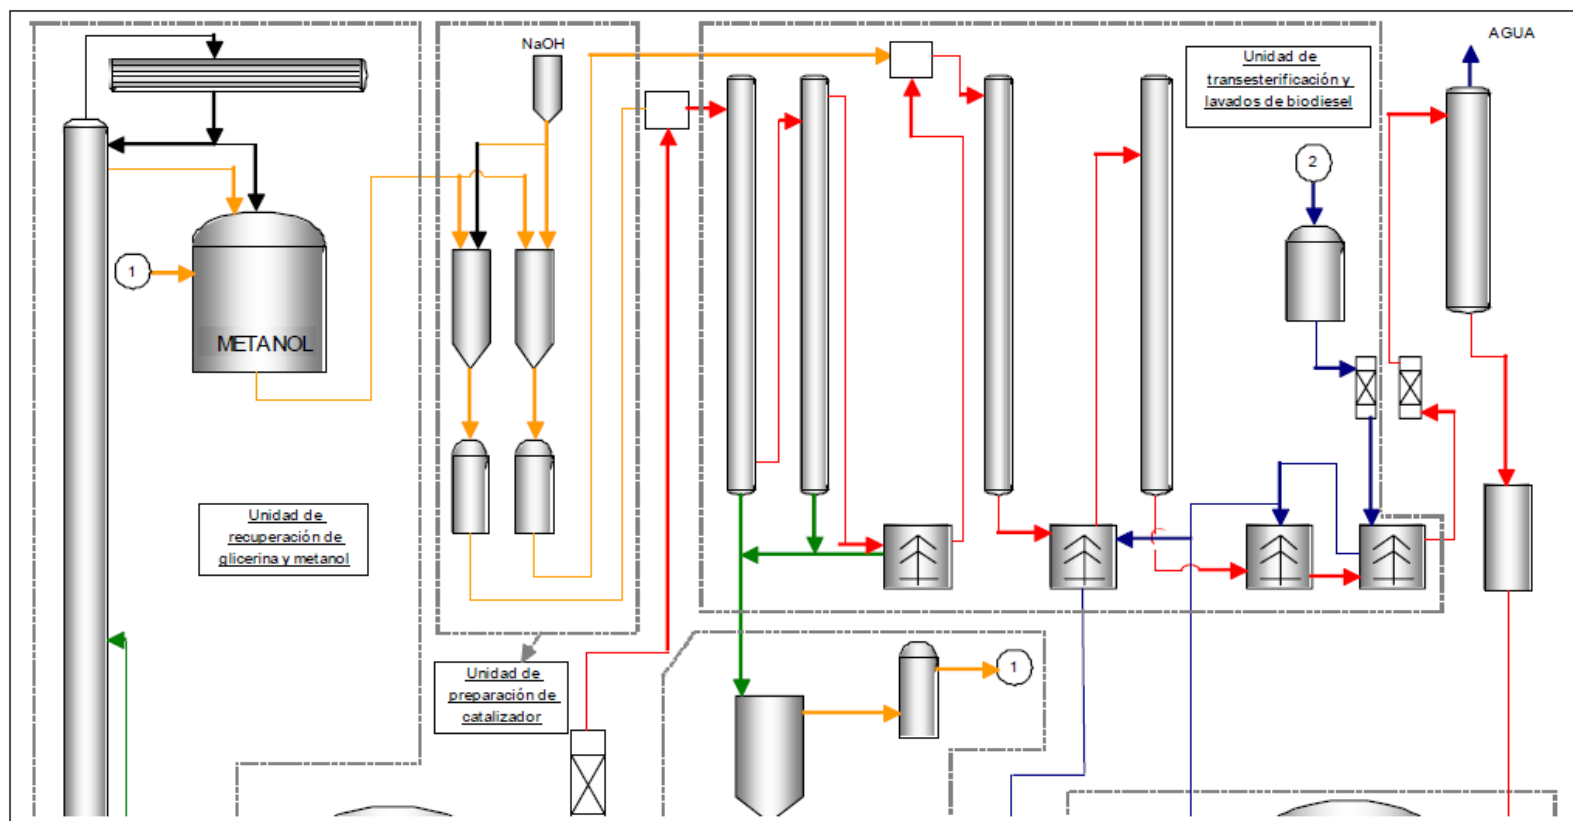 NaOH
AGUA
Unidad de
transesterificación y
lavados de biodiesel
2
1
METANOL
Unidad de
recuperación de
glicerina y metanol
Unidad de
preparación de
catalizador
1